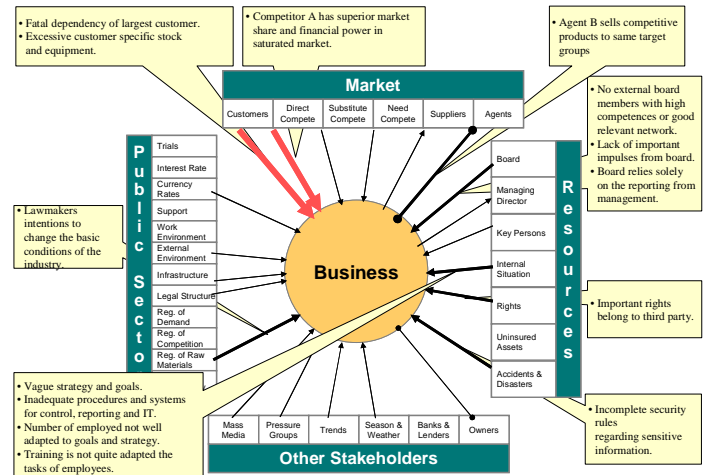 • Fatal dependency of largest customer.
• Excessive customer specific stock
and equipment.
• Competitor A has superior market
share and financial power in
saturated market.
• Agent B sells competitive
products to same target
groups
Market
Customers
Direct
Compete
Substitute
Compete
Need
Compete
Suppliers
Agents
• No external board
members with high
competences or good
relevant network.
• Lack of important
impulses from board.
• Board relies solely
on the reporting from
management.
Public Secto
Trials
Interest Rate
Currency
Rates
Support
Work
Environment
External
Environment
Infrastructure
Legal Structure
Reg. of
Demand
Reg. of
Competition
Reg. of Raw
Materials
• Lawmakers
intentions to
change the basic
conditions of the
industry.
Business
Board
Managing
Director
Key Persons
Internal
Situation
Rights
Uninsured
Assets
Accidents &
Disasters
Resources
• Important rights
belong to third party.
• Vague strategy and goals.
• Inadequate procedures and systems
for control, reporting and IT.
• Number of employed not well
adapted to goals and strategy.
• Training is not quite adapted the
tasks of employees.
Mass
Media
Pressure
Groups
Trends
Season &
Weather
Banks &
Lenders
Owners
Other Stakeholders
• Incomplete security
rules
regarding sensitive
information.